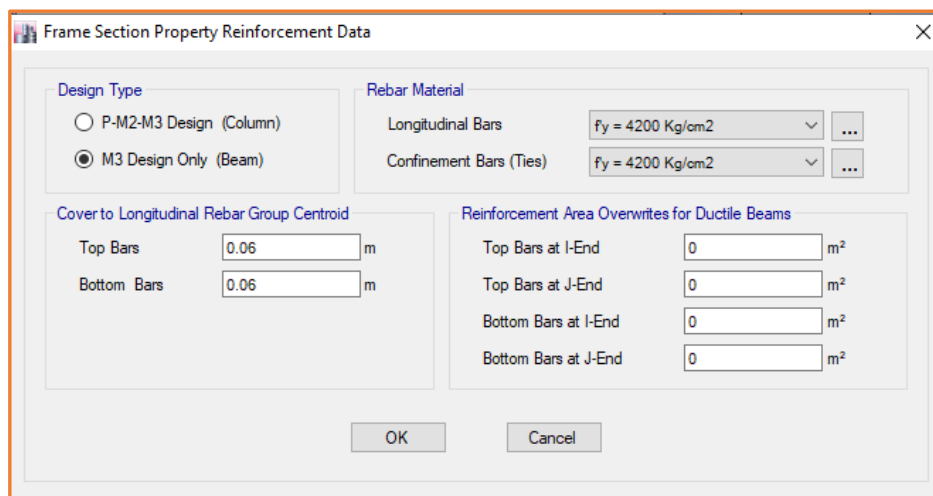 Frame Section Property Reinforcement Data
Design Type
P-M2-M3 Design (Column)
M3 Design Only (Beam)
Rebar Material
Longitudinal Bars
f'y = 4200 Kg/cm2
...
Confinement Bars (Ties)
f'y = 4200 Kg/cm2
...
Cover to Longitudinal Rebar Group Centroid
Top Bars 0.06 m
Bottom Bars 0.06 m
Reinforcement Area Overwrites for Ductile Beams
Top Bars at I-End 0 m²
Top Bars at J-End 0 m²
Bottom Bars at I-End 0 m²
Bottom Bars at J-End 0 m²
OK
Cancel